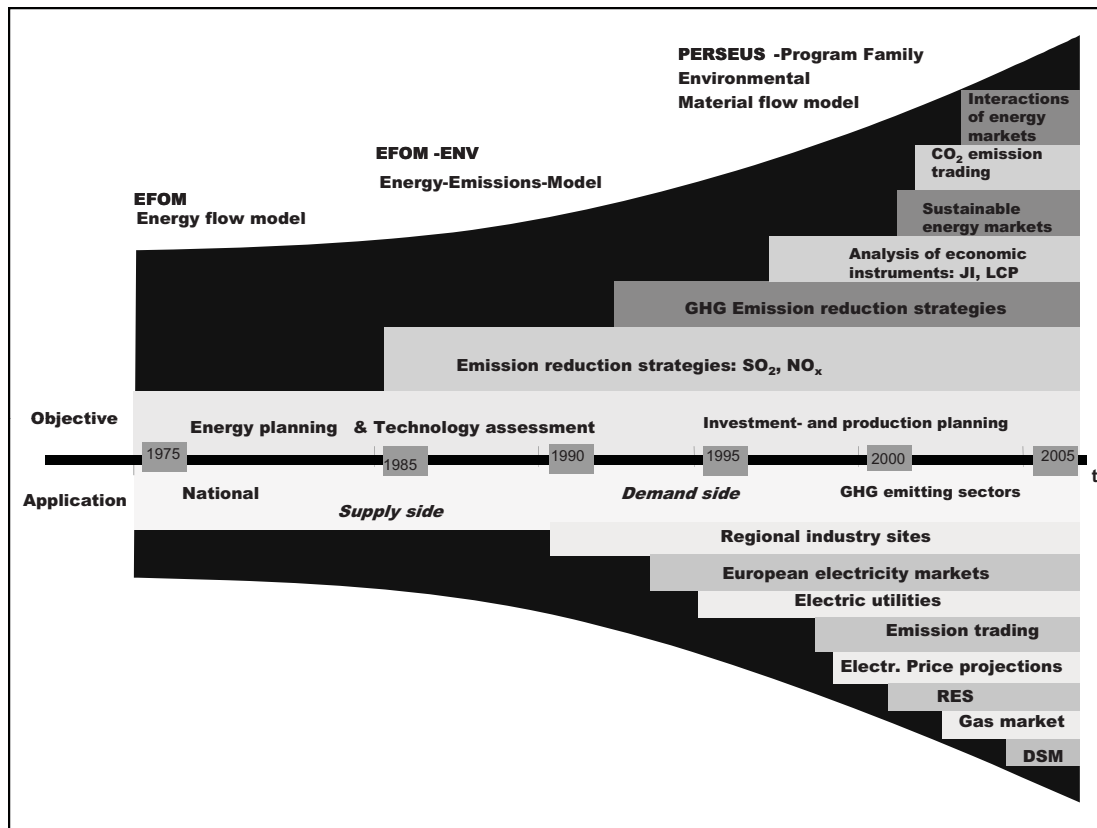 PERSEUS -Program Family
Environmental
Material flow model
Interactions
of energy
markets
EFOM -ENV
Energy-Emissions-Model
CO₂ emission
trading
EFOM
Energy flow model
Sustainable
energy markets
Analysis of economic
instruments: JI, LCP
GHG Emission reduction strategies
Emission reduction strategies: SO₂, NOₓ
Objective
Energy planning & Technology assessment
Investment- and production planning
1975
1985
1990
1995
2000
2005
t
Application
National
Supply side
Demand side
GHG emitting sectors
Regional industry sites
European electricity markets
Electric utilities
Emission trading
Electr. Price projections
RES
Gas market
DSM